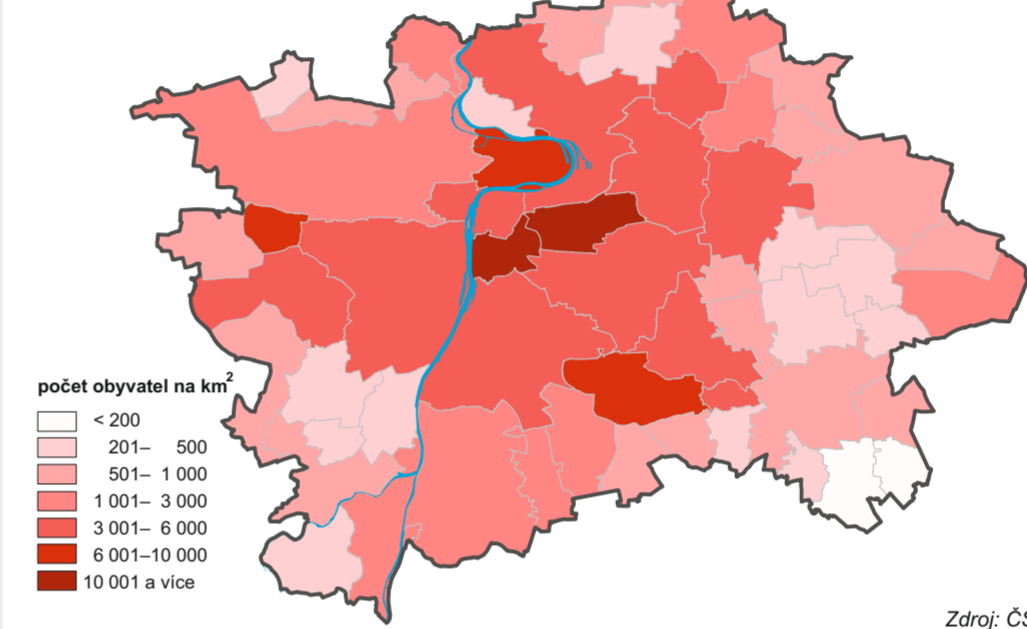 počet obyvatel na km²
< 200
201– 500
501– 1 000
1 001– 3 000
3 001– 6 000
6 001–10 000
10 001 a více
Zdroj: ČS